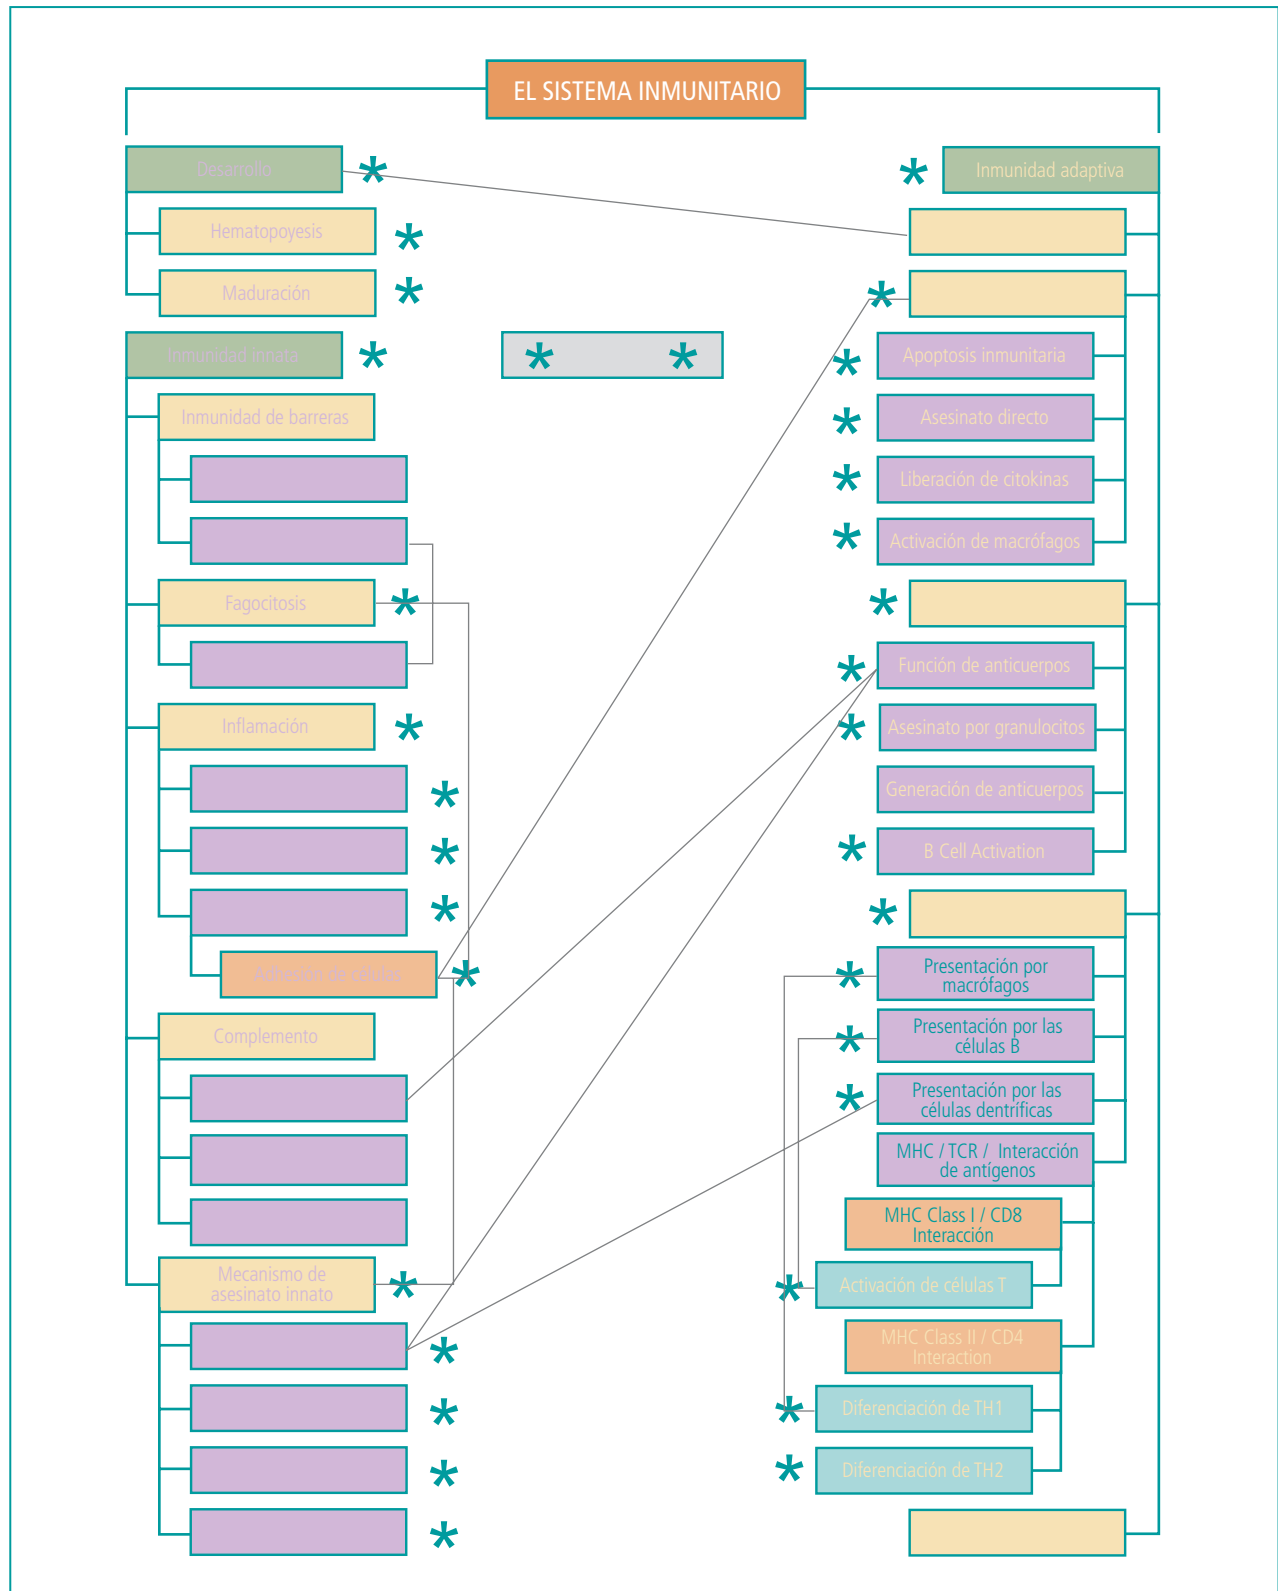 EL SISTEMA INMUNITARIO
Desarrollo
Hematopoyesis
Maduración
Inmunidad innata
Inmunidad de barreras
Fagocitosis
Inflamación
Adhesión de células
Complemento
Mecanismo de
asesinato innato
Inmunidad adaptiva
Apoptosis inmunitaria
Asesinato directo
Liberación de citokinas
Activación de macrófagos
Función de anticuerpos
Asesinato por granulocitos
Generación de anticuerpos
B Cell Activation
Presentación por
macrófagos
Presentación por las
células B
Presentación por las
células dentríficas
MHC / TCR / Interacción
de antígenos
MHC Class I / CD8
Interacción
Activación de células T
MHC Class II / CD4
Interaction
Diferenciación de TH1
Diferenciación de TH2